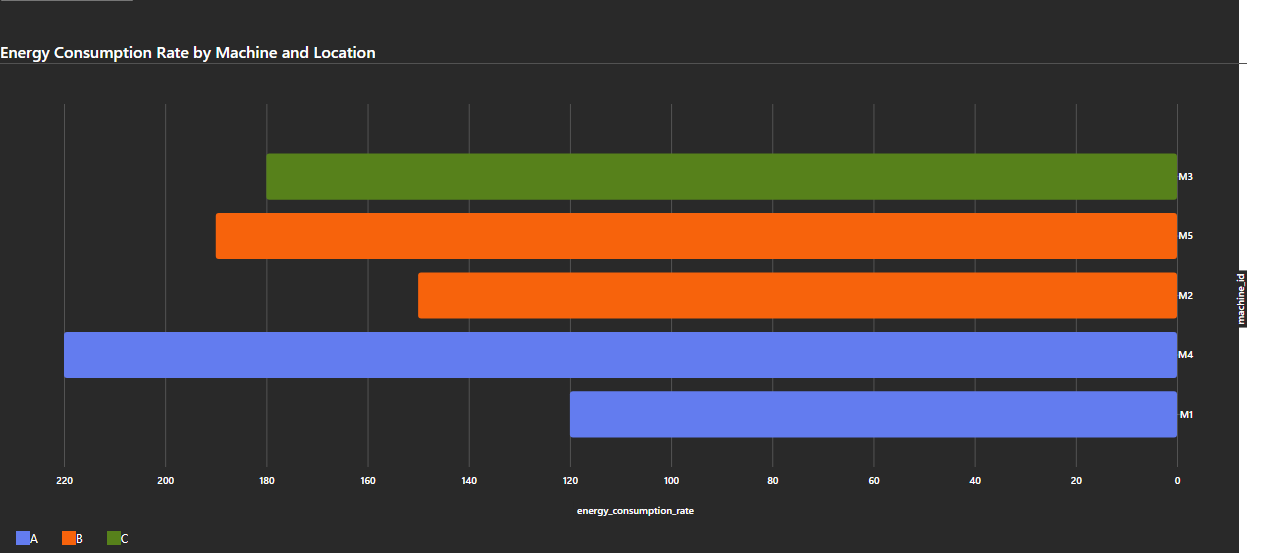 Energy Consumption Rate by Machine and Location
M3
M5
M2
M4
M1
machine_id
220 200 180 160 140 120 100 80 60 40 20 0
energy_consumption_rate
A B C